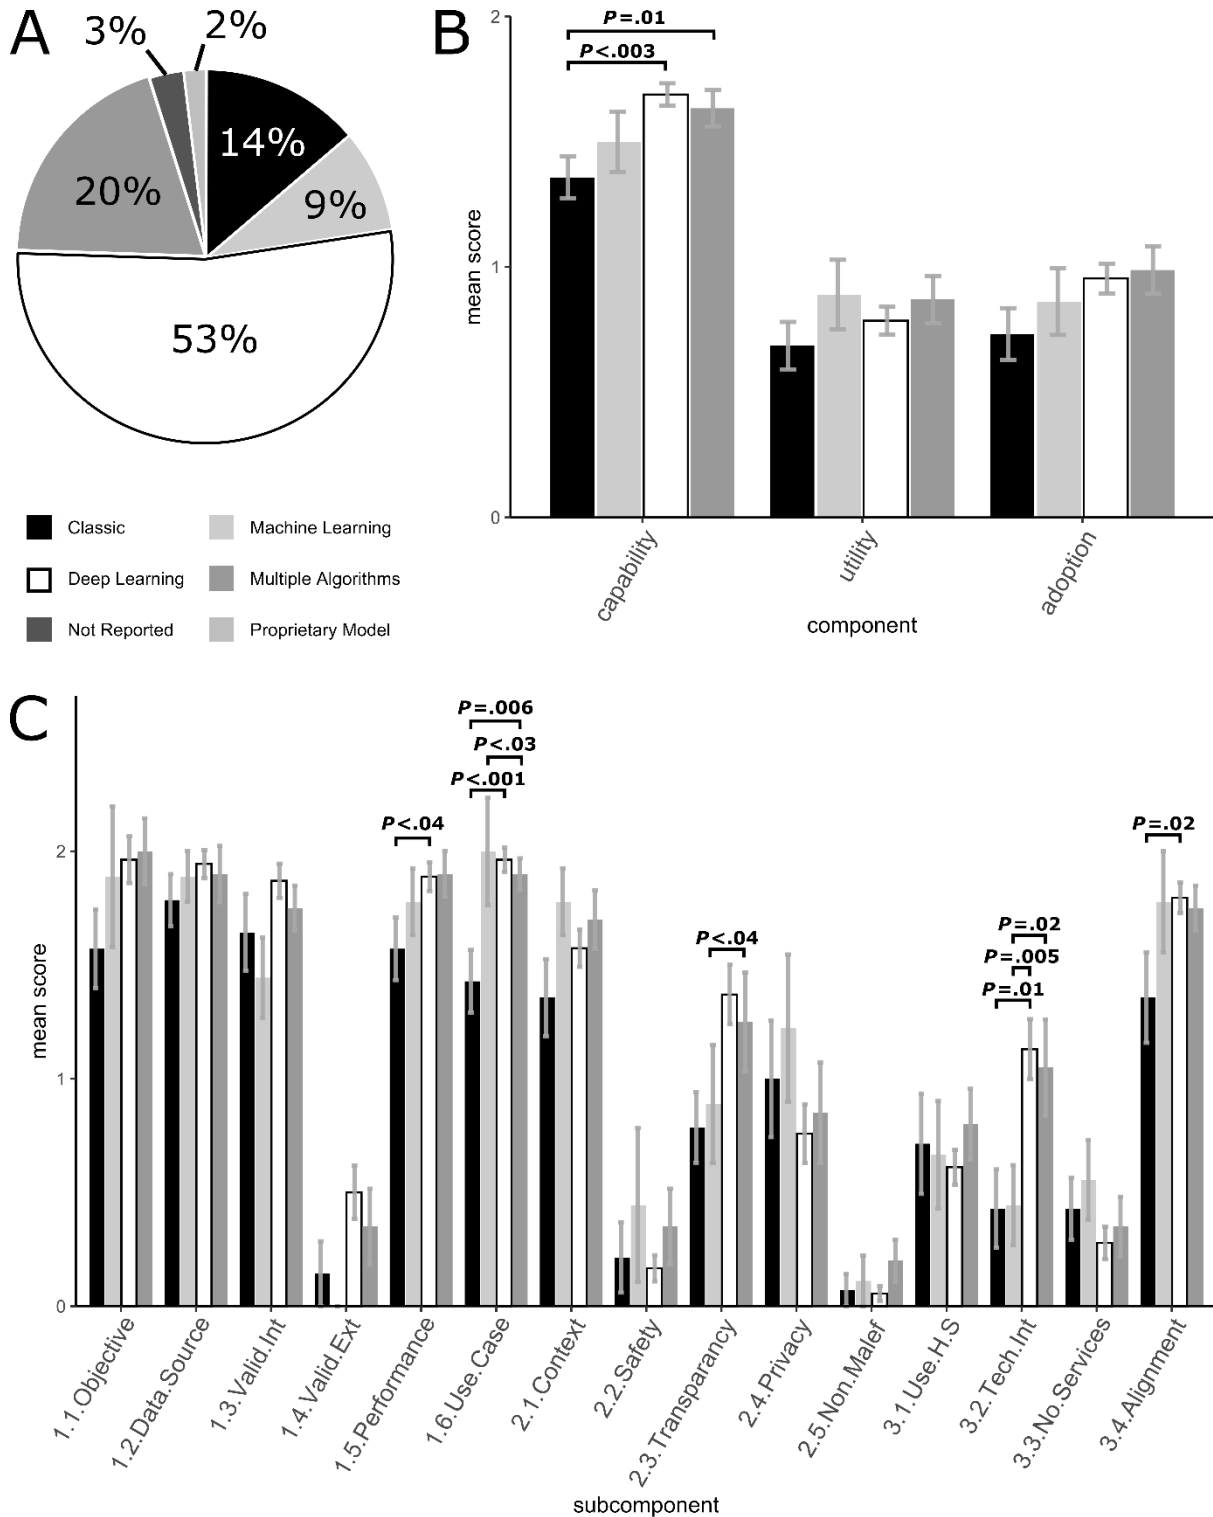 A
3%
2%
14%
9%
20%
53%
Classic
Machine Learning
Deep Learning
Multiple Algorithms
Not Reported
Proprietary Model
B
P=.01
P<.003
2
1
0
mean score
capability
utility
adoption
component
C
P=.006
P<.03
P<.001
P<.04
P<.04
P=.02
P=.005
P=.01
P=.02
2
1
0
mean score
1.1.Objective
1.2.Data.Source
1.3.Valid.Int
1.4.Valid.Ext
1.5.Performance
1.6.Use.Case
2.1.Context
2.2.Safety
2.3.Transparancy
2.4.Privacy
2.5.Non.Malef
3.1.Use.H.S
3.2.Tech.Int
3.3.No.Services
3.4.Alignment
subcomponent